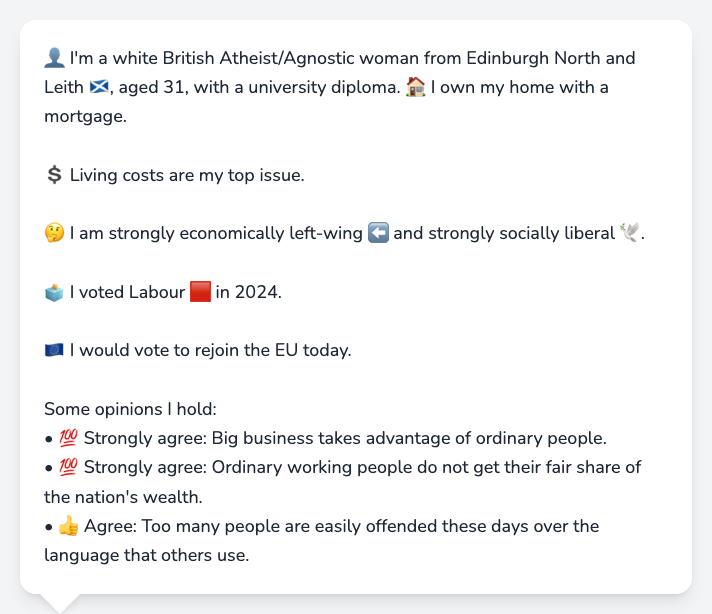 👤 I'm a white British Atheist/Agnostic woman from Edinburgh North and
Leith 🏴󠁧󠁢󠁳󠁣󠁴󠁿, aged 31, with a university diploma. 🏠 I own my home with a
mortgage.
💲 Living costs are my top issue.
🤔 I am strongly economically left-wing ⬅️ and strongly socially liberal 🕊️.
🗳️ I voted Labour 🟥 in 2024.
🇪🇺 I would vote to rejoin the EU today.
Some opinions I hold:
• 💯 Strongly agree: Big business takes advantage of ordinary people.
• 💯 Strongly agree: Ordinary working people do not get their fair share of
the nation's wealth.
• 👍 Agree: Too many people are easily offended these days over the
language that others use.